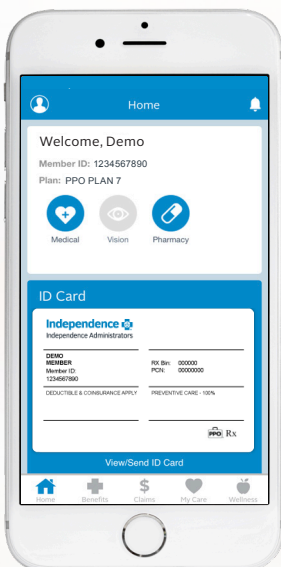 Home
Welcome, Demo
Member ID: 1234567890
Plan: PPO PLAN 7
Medical Vision Pharmacy
ID Card
Independence
Independence Administrators
DEMO
MEMBER
Member ID:
1234567890
RX Bin: 000000
PCN: 00000000
DEDUCTIBLE & COINSURANCE APPLY
PREVENTIVE CARE - 100%
PPO Rx
View/Send ID Card
Home Benefits Claims My Care Wellness